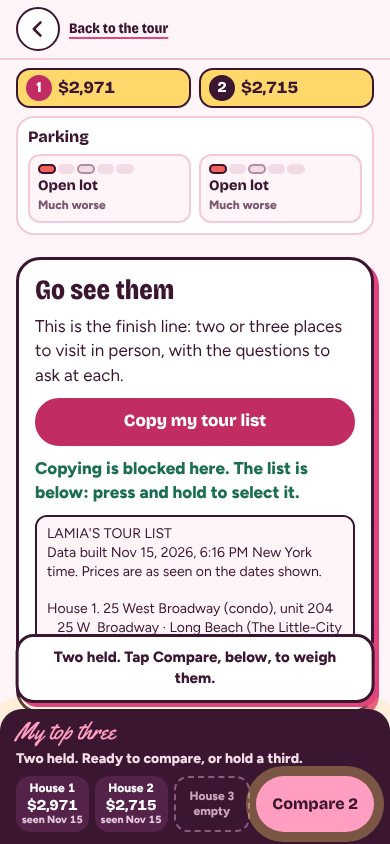 Back to the tour
1 $2,971
2 $2,715
Parking
Open lot
Much worse
Open lot
Much worse
Go see them
This is the finish line: two or three places
to visit in person, with the questions to
ask at each.
Copy my tour list
Copying is blocked here. The list is
below: press and hold to select it.
LAMIA'S TOUR LIST
Data built Nov 15, 2026, 6:16 PM New York
time. Prices are as seen on the dates shown.
House 1. 25 West Broadway (condo), unit 204
25 W Broadway · Long Beach (The Little-City
Two held. Tap Compare, below, to weigh
them.
My top three
Two held. Ready to compare, or hold a third.
House 1
$2,971
seen Nov 15
House 2
$2,715
seen Nov 15
House 3
empty
Compare 2